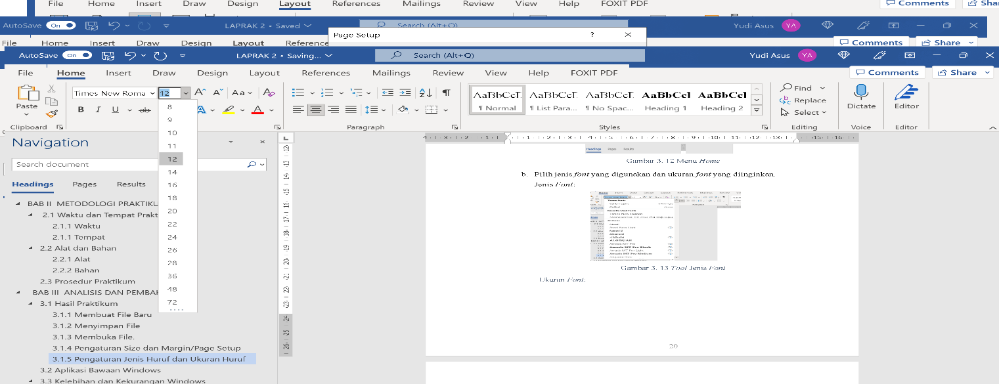 File Home Insert Draw Design Layout References Mailings Review View Help FOXIT PDF Comments Sha
AutoSave On LAPRAK 2 • Saved Search (Alt+Q) Yudi Asus YA
Page Setup ? ×
File Home Insert Draw Design Layout Reference Comments Share
AutoSave On LAPRAK 2 • Saving... Search (Alt+Q) Yudi Asus YA
File Home Insert Draw Design Layout References Mailings Review View Help FOXIT PDF Comments Share
Times New Roma 12 Aa
Paste
B I U ab A A
AaBbCcI AaBbCcI AaBbCcI AaBbCcI AaBbCcI
¶ Normal ¶ List Para... ¶ No Spac... Heading 1 Heading 2
Find
Replace
Select
Dictate
Editor
Clipboard Paragraph Styles Editing Voice Editor
8
9
10
11
12
14
16
18
20
22
24
26
28
36
48
72
Navigation
Search document
Headings Pages Results
BAB II METODOLOGI PRAKTIKU
2.1 Waktu dan Tempat Prakt
2.1.1 Waktu
2.1.1 Tempat
2.2 Alat dan Bahan
2.2.1 Alat
2.2.2 Bahan
2.3 Prosedur Praktikum
BAB III ANALISIS DAN PEMBAH
3.1 Hasil Praktikum
3.1.1 Membuat File Baru
3.1.2 Menyimpan File
3.1.3 Membuka File.
3.1.4 Pengaturan Size dan Margin/Page Setup
3.1.5 Pengaturan Jenis Huruf dan Ukuran Huruf
3.2 Aplikasi Bawaan Windows
3.3 Kelebihan dan Kekurangan Windows
Headings Pages Results
Gambar 3. 12 Menu Home
b. Pilih jenis font yang digunakan dan ukuran font yang diinginkan.
Jenis Font:
Gambar 3. 13 Tool Jenis Font
Ukuran Font:
20